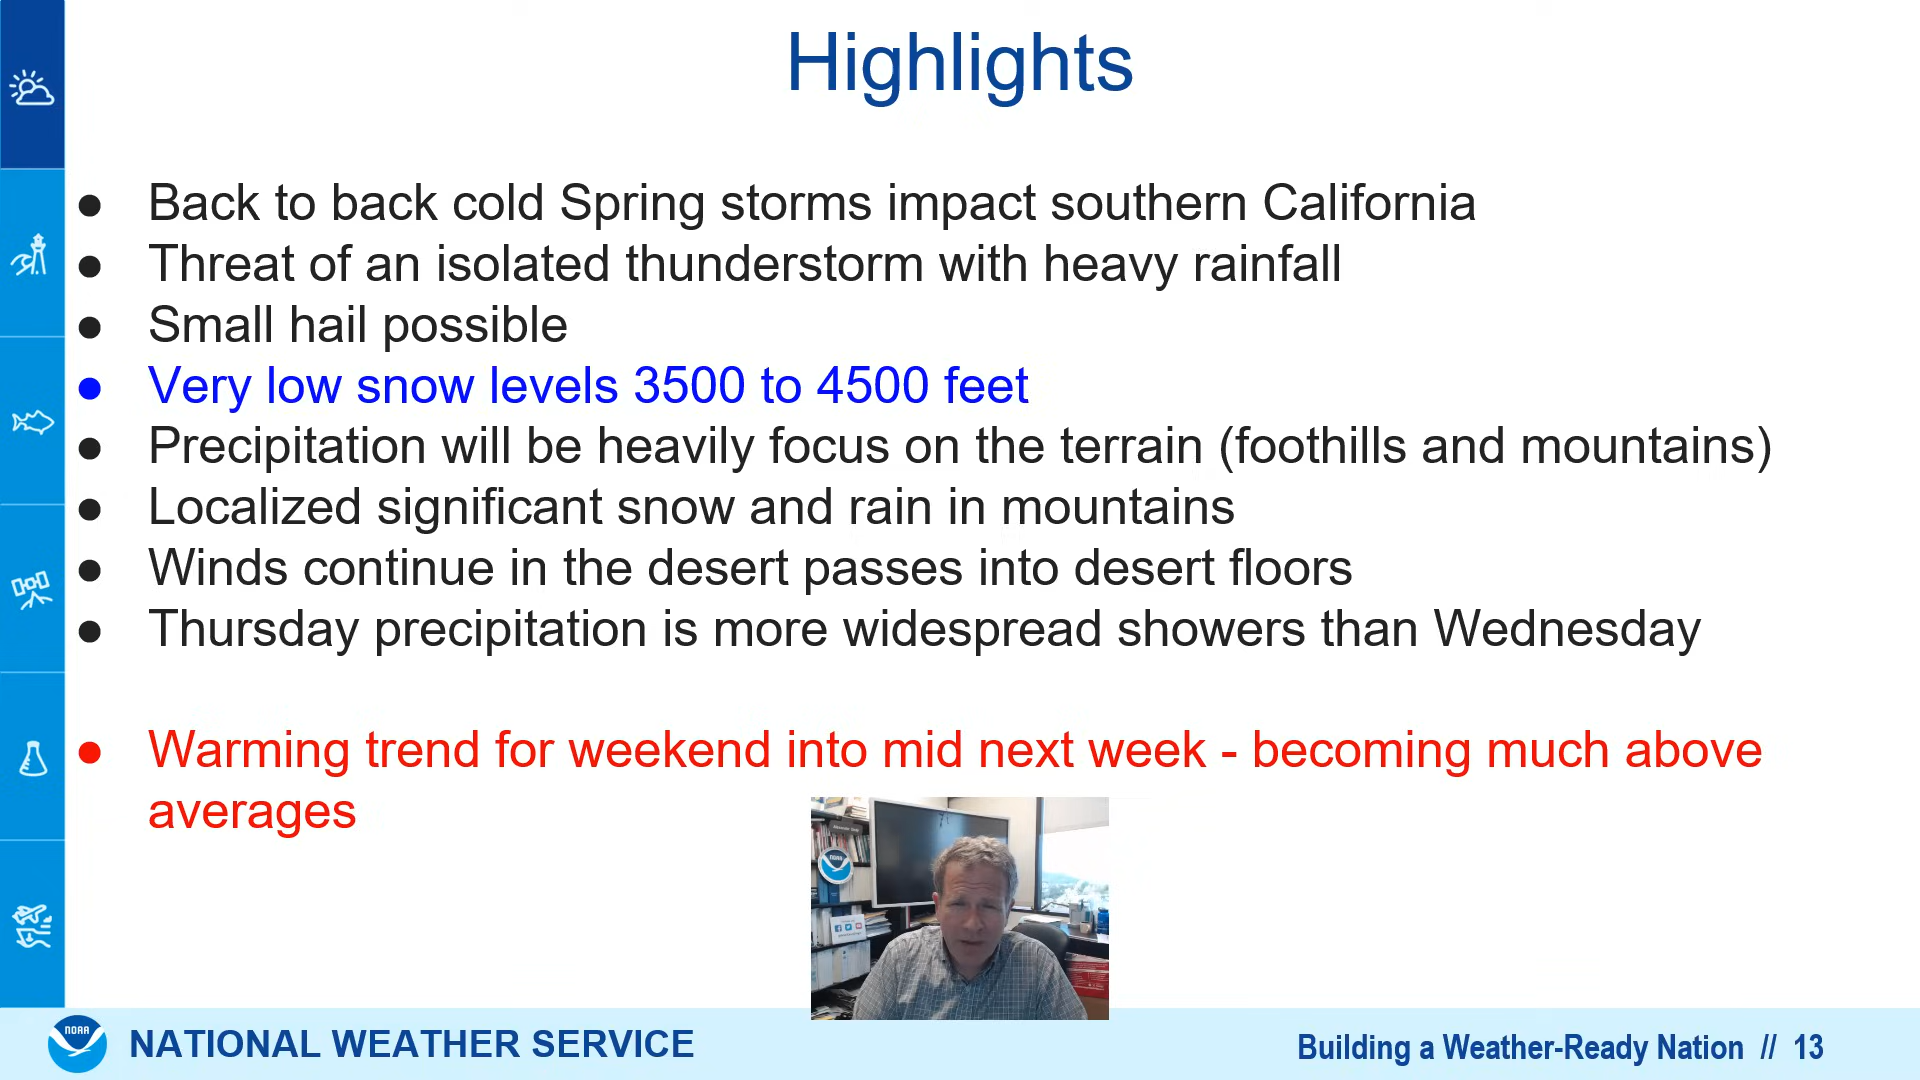 Highlights
● Back to back cold Spring storms impact southern California
● Threat of an isolated thunderstorm with heavy rainfall
● Small hail possible
● Very low snow levels 3500 to 4500 feet
● Precipitation will be heavily focus on the terrain (foothills and mountains)
● Localized significant snow and rain in mountains
● Winds continue in the desert passes into desert floors
● Thursday precipitation is more widespread showers than Wednesday
● Warming trend for weekend into mid next week - becoming much above
averages
NOAA
NOAA
NATIONAL WEATHER SERVICE
Building a Weather-Ready Nation // 13